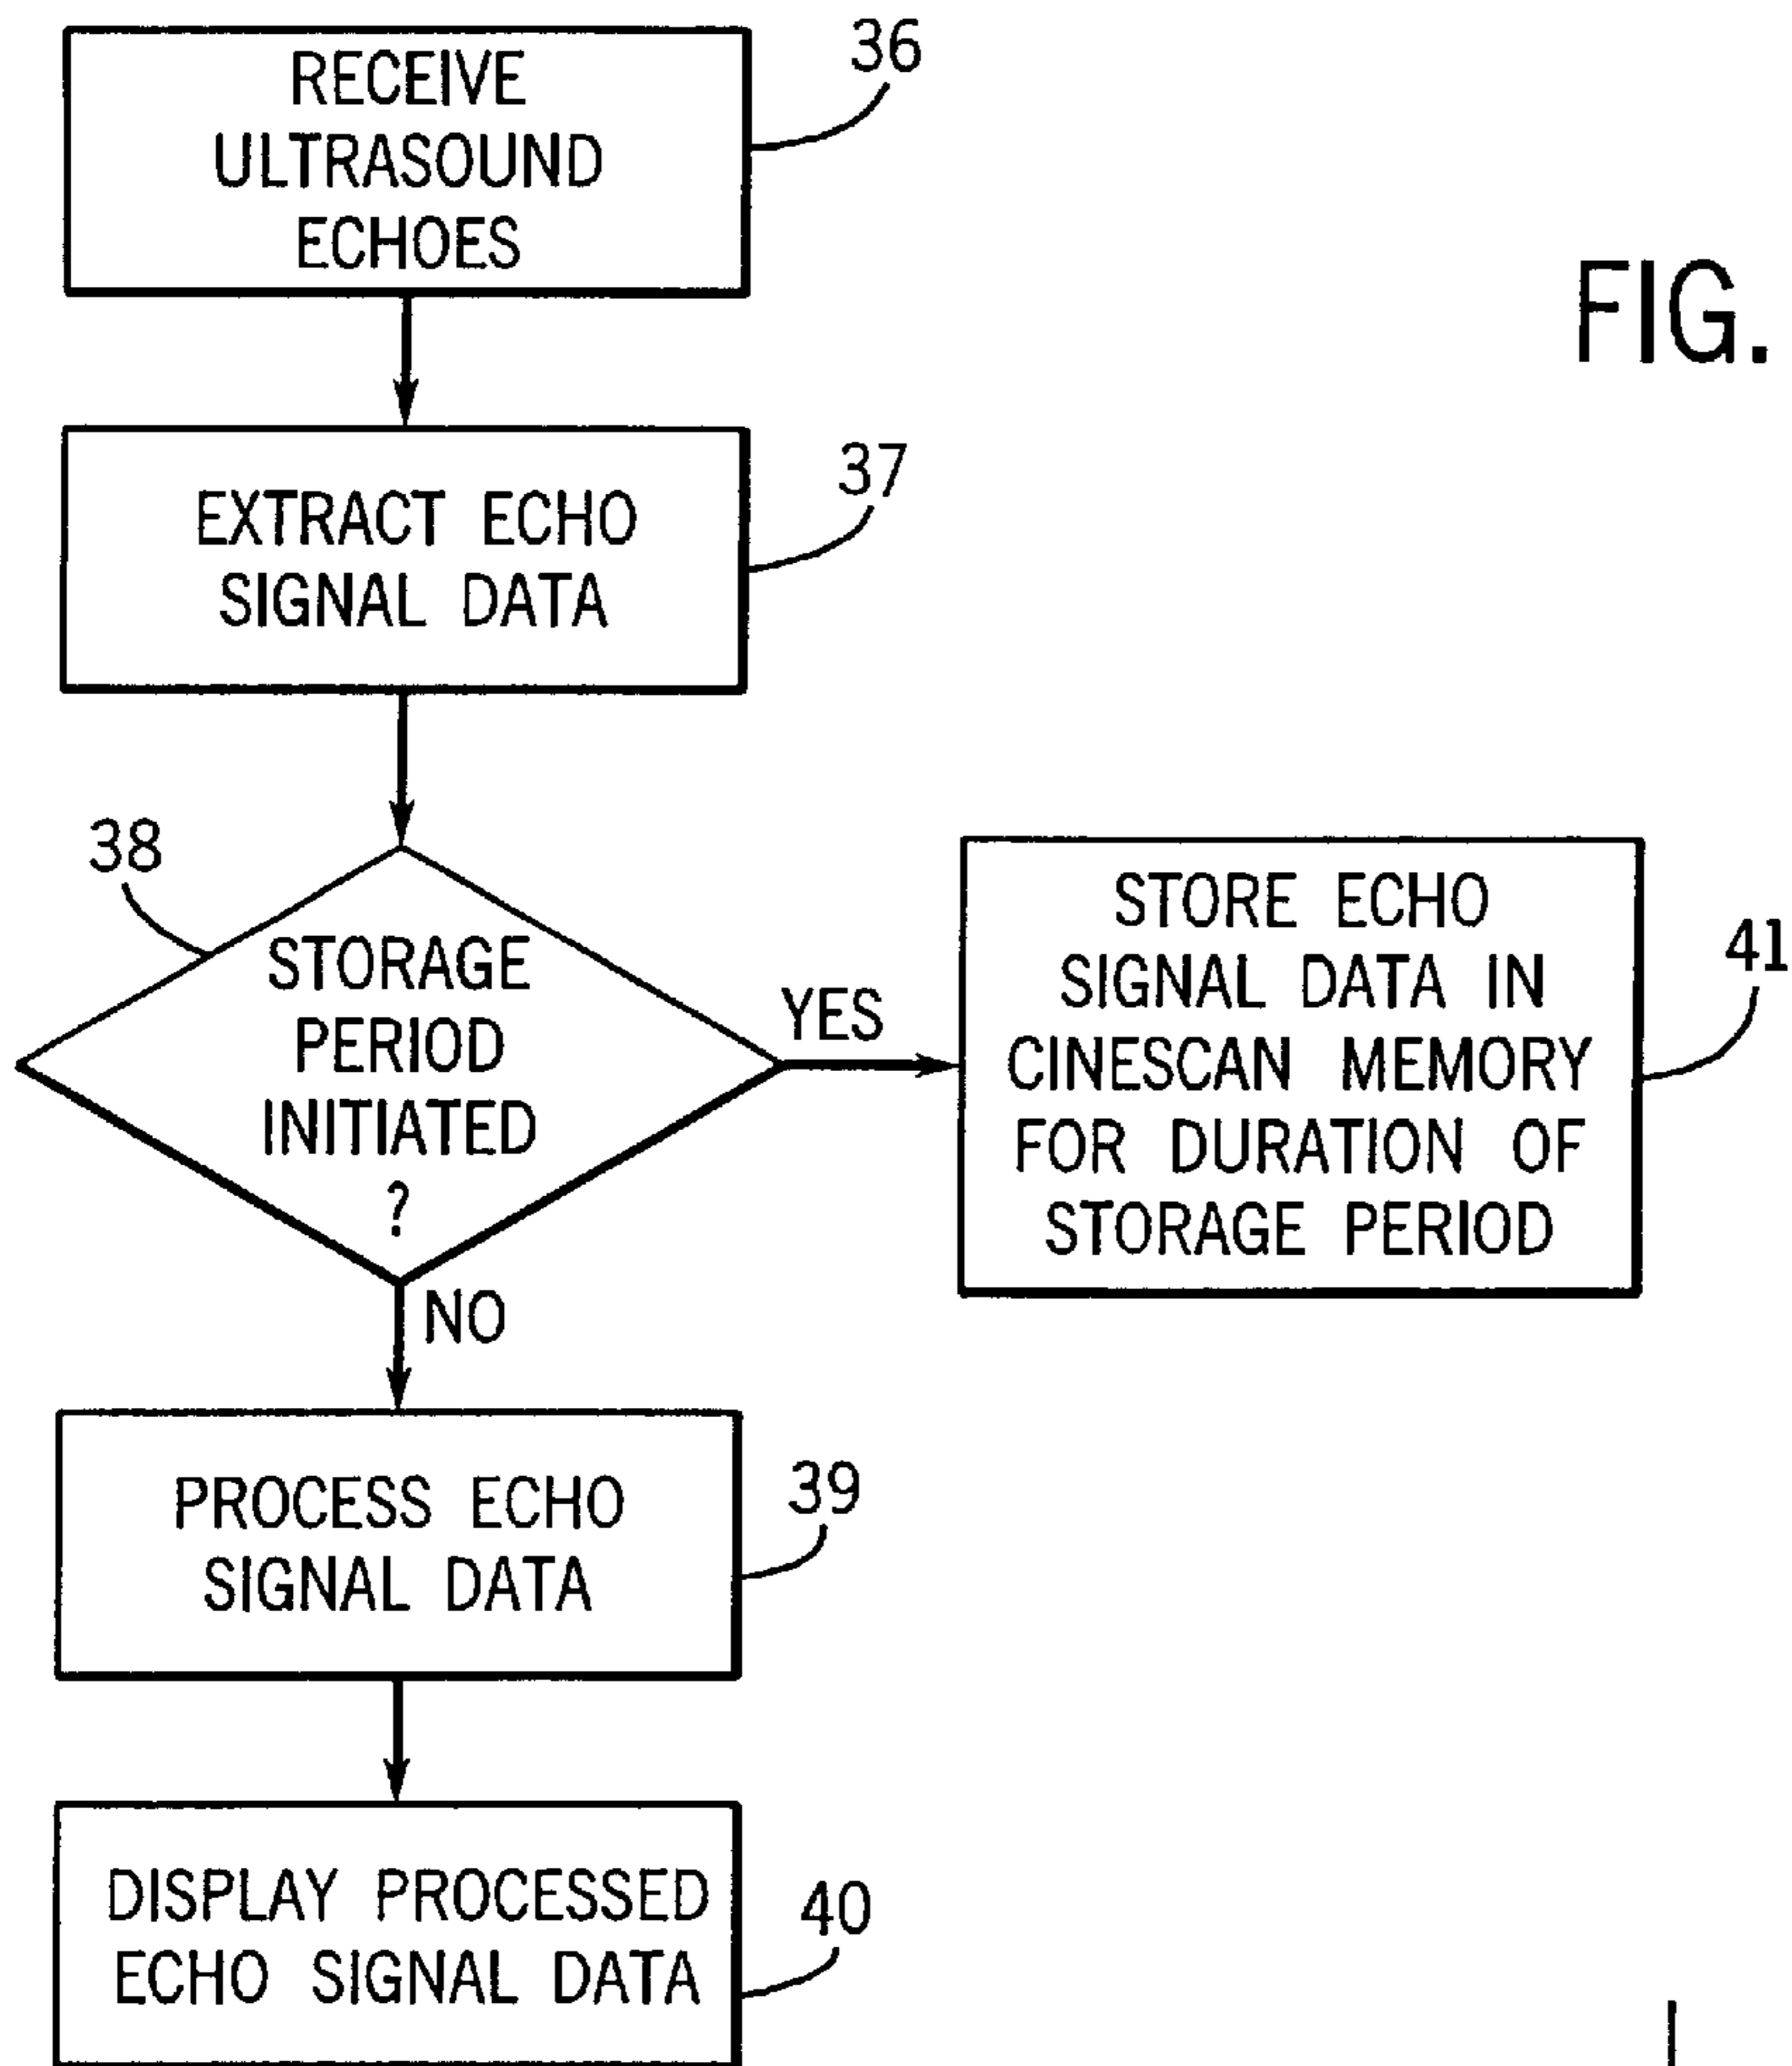 RECEIVE
ULTRASOUND
ECHOES
36
FIG.
EXTRACT ECHO
SIGNAL DATA
37
38
STORAGE
PERIOD
INITIATED
?
YES
NO
STORE ECHO
SIGNAL DATA IN
CINESCAN MEMORY
FOR DURATION OF
STORAGE PERIOD
41
PROCESS ECHO
SIGNAL DATA
39
DISPLAY PROCESSED
ECHO SIGNAL DATA
40